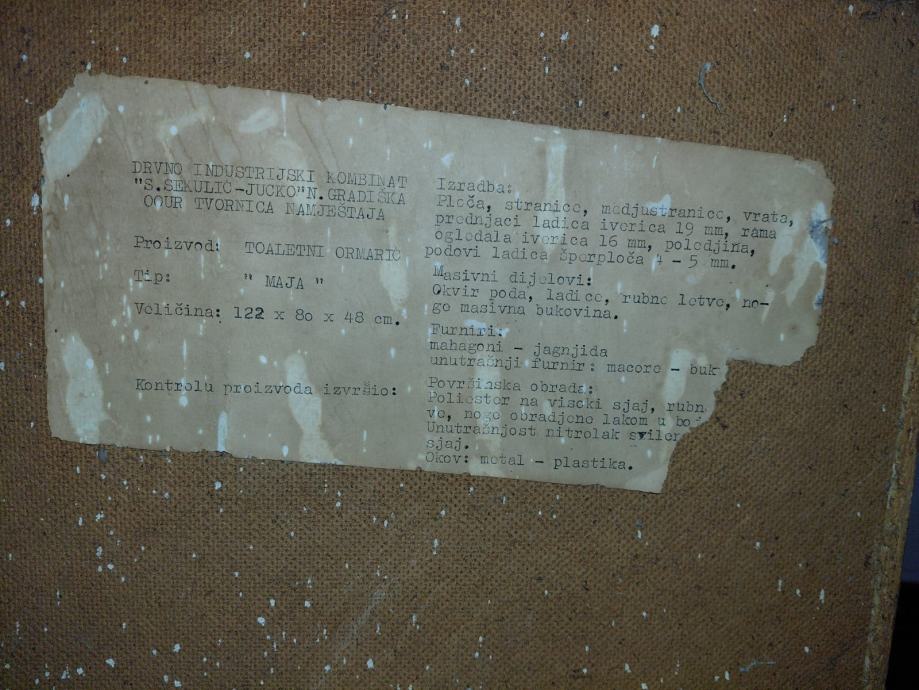 DRVNO INDUSTRIJSKI KOMBINAT
"S.SEKULIĆ-JUCKO"N.GRADIŠKA
OOUR TVORNICA NAMJEŠTAJA
Proizvod: TOALETNI ORMARIĆ
Tip: " MAJA "
Veličina: 122 x 80 x 48 cm.
Kontrolu proizvoda izvršio:
Izradba:
Ploča, stranice, medjustranice, vrata,
prednjaci ladica iverica 19 mm, rama
ogledala iverica 16 mm, poledjina,
podovi ladica šperploča 4 - 5 mm.
Masivni dijelovi:
Okvir poda, ladice, rubne letve, no-
ge masivna bukovina.
Furniri:
mahagoni - jagnjida
unutrašnji furnir: macore - buk
Površinska obrada:
Poliester na visoki sjaj, rubn
ve, noge obradjene lakom u bo
Unutrašnjost nitrolak svilen
sjaj.
Okov: metal - plastika.